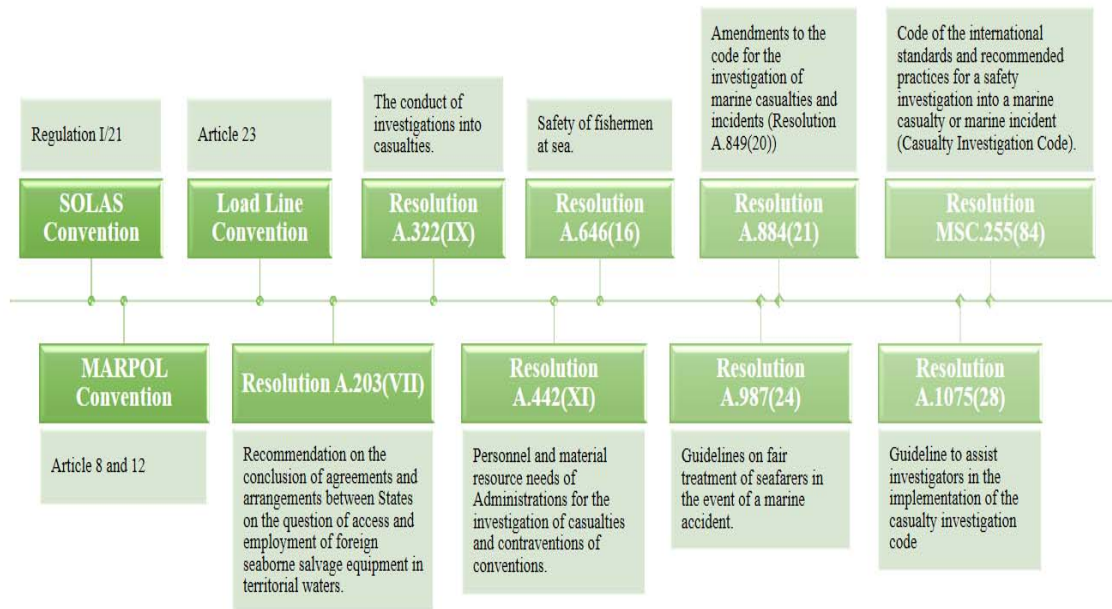 Regulation I/21
SOLAS
Convention
Article 23
Load Line
Convention
The conduct of
investigations into
casualties.
Resolution
A.322(IX)
Safety of fishermen
at sea.
Resolution
A.646(16)
Amendments to the
code for the
investigation of
marine casualties and
incidents (Resolution
A.849(20))
Resolution
A.884(21)
Code of the international
standards and recommended
practices for a safety
investigation into a marine
casualty or marine incident
(Casualty Investigation Code).
Resolution
MSC.255(84)
MARPOL
Convention
Article 8 and 12
Resolution A.203(VII)
Recommendation on the
conclusion of agreements and
arrangements between States
on the question of access and
employment of foreign
seaborne salvage equipment in
territorial waters.
Resolution
A.442(XI)
Personnel and material
resource needs of
Administrations for the
investigation of casualties
and contraventions of
conventions.
Resolution
A.987(24)
Guidelines on fair
treatment of seafarers in
the event of a marine
accident.
Resolution
A.1075(28)
Guideline to assist
investigators in the
implementation of the
casualty investigation
code